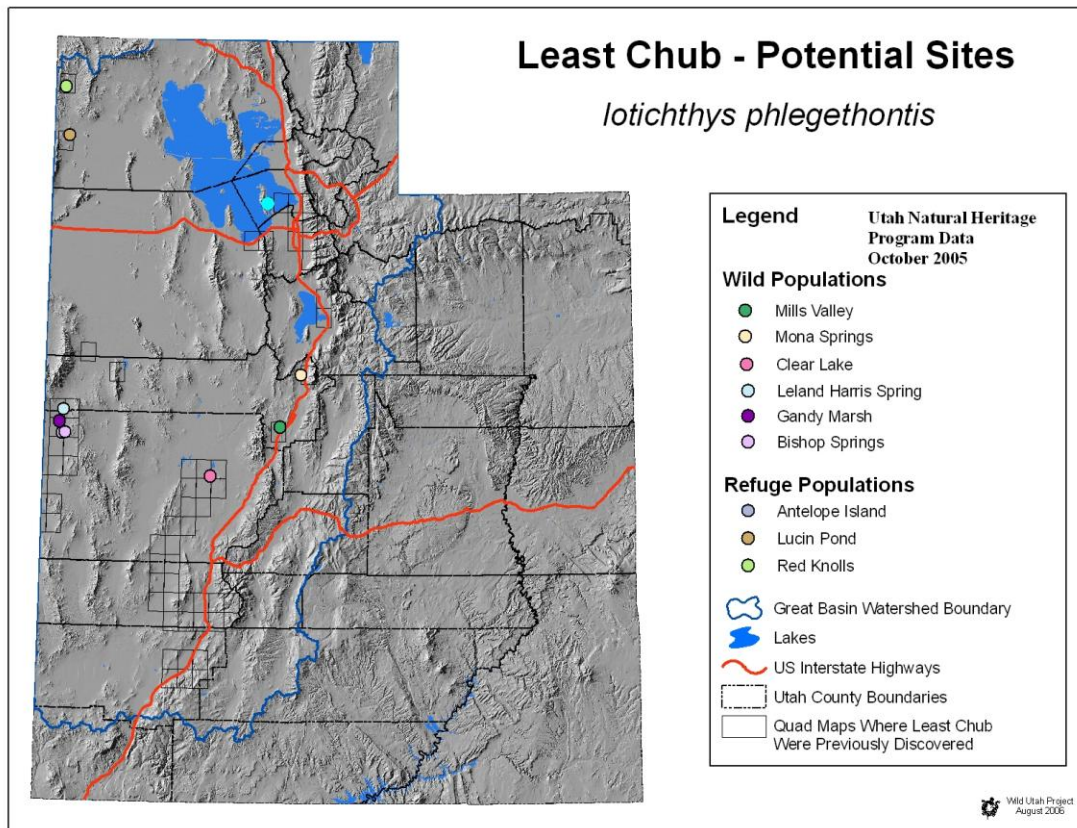 Least Chub - Potential Sites
Iotichthys phlegethontis
Legend
Utah Natural Heritage
Program Data
October 2005
Wild Populations
Mills Valley
Mona Springs
Clear Lake
Leland Harris Spring
Gandy Marsh
Bishop Springs
Refuge Populations
Antelope Island
Lucin Pond
Red Knolls
Great Basin Watershed Boundary
Lakes
US Interstate Highways
Utah County Boundaries
Quad Maps Where Least Chub
Were Previously Discovered
Wild Utah Project
August 2006